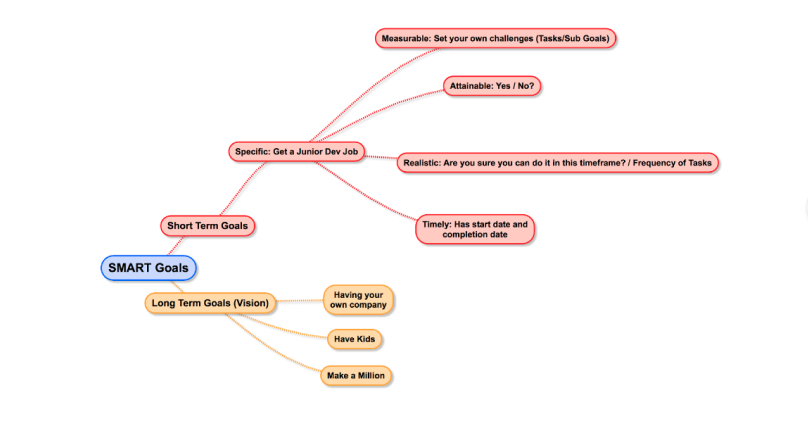 Measurable: Set your own challenges (Tasks/Sub Goals)
Attainable: Yes / No?
Specific: Get a Junior Dev Job
Realistic: Are you sure you can do it in this timeframe? / Frequency of Tasks
Timely: Has start date and
completion date
Short Term Goals
SMART Goals
Long Term Goals (Vision)
Having your
own company
Have Kids
Make a Million